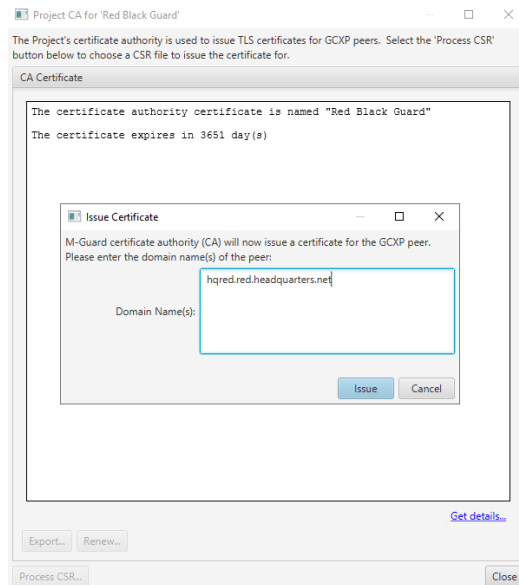 Project CA for 'Red Black Guard'
The Project's certificate authority is used to issue TLS certificates for GCXP peers.  Select the 'Process CSR'
button below to choose a CSR file to issue the certificate for.
CA Certificate
The certificate authority certificate is named "Red Black Guard"
The certificate expires in 3651 day(s)
Issue Certificate
M-Guard certificate authority (CA) will now issue a certificate for the GCXP peer.
Please enter the domain name(s) of the peer:
hqred.red.headquarters.net
Domain Name(s):
Issue Cancel
Get details...
Export... Renew...
Process CSR... Close